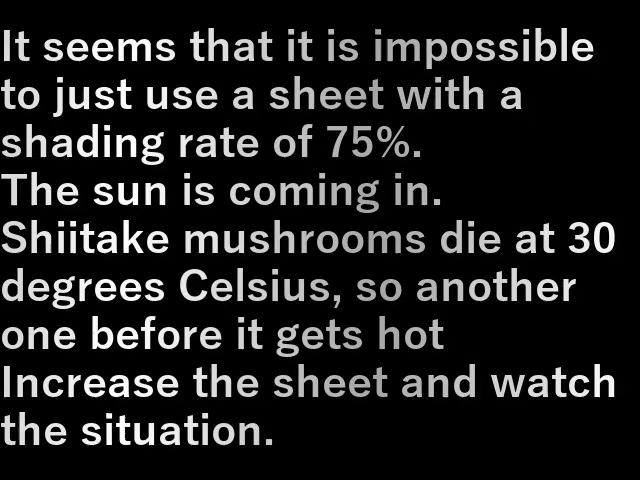 It seems that it is impossible
to just use a sheet with a
shading rate of 75%.
The sun is coming in.
Shiitake mushrooms die at 30
degrees Celsius, so another
one before it gets hot
Increase the sheet and watch
the situation.